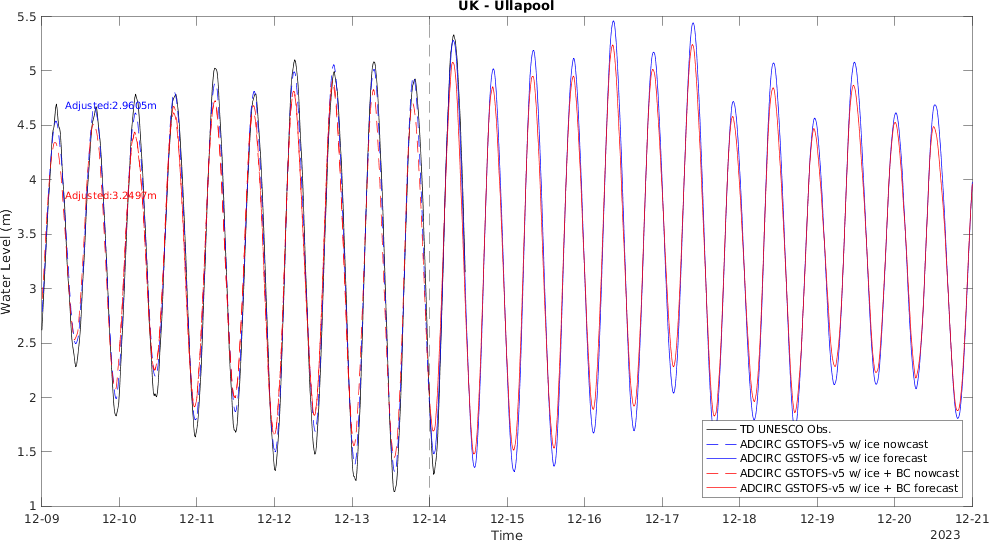 UK - Ullapool
5.5
5
4.5
4
3.5
3
2.5
2
1.5
1
Water Level (m)
Adjusted:2.9605m
Adjusted:3.2497m
TD UNESCO Obs.
ADCIRC GSTOFS-v5 w/ ice nowcast
ADCIRC GSTOFS-v5 w/ ice forecast
ADCIRC GSTOFS-v5 w/ ice + BC nowcast
ADCIRC GSTOFS-v5 w/ ice + BC forecast
12-09 12-10 12-11 12-12 12-13 12-14 12-15 12-16 12-17 12-18 12-19 12-20 12-21
Time
2023